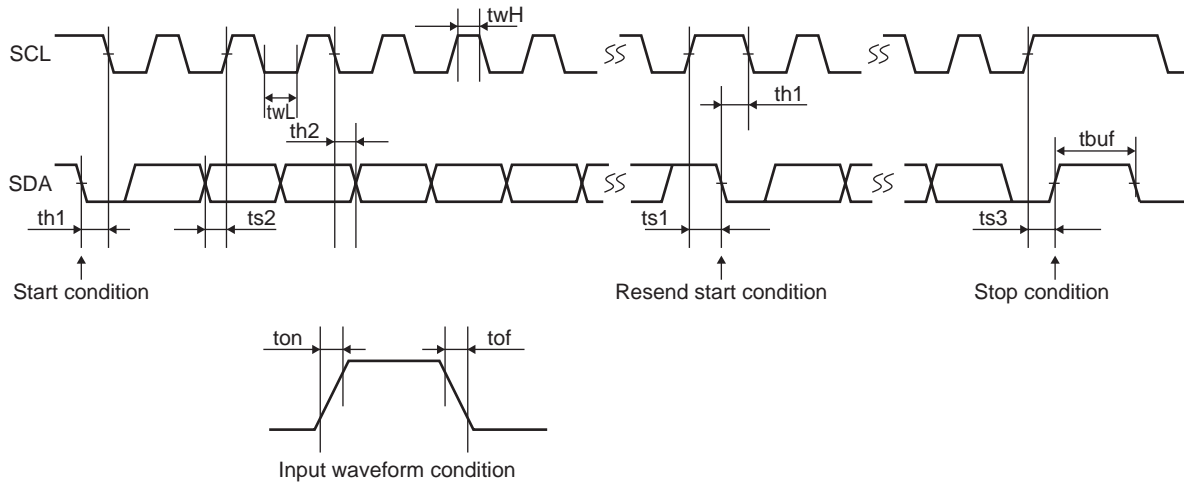 twH
SCL
twL
th1
th2
tbuf
SDA
th1
ts2
ts1
ts3
Start condition
Resend start condition
Stop condition
ton
tof
Input waveform condition